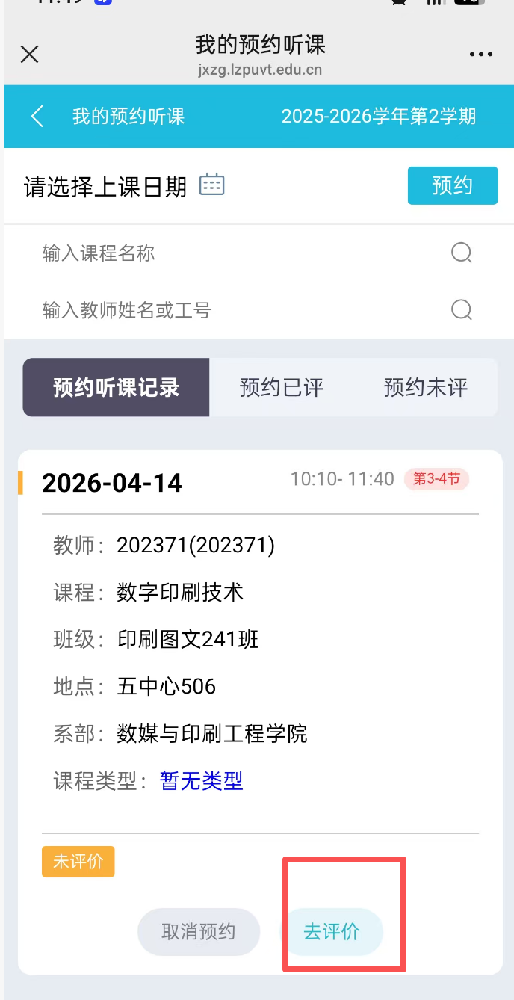 我的预约听课
jxzg.lzpuvt.edu.cn
我的预约听课 2025-2026学年第2学期
请选择上课日期 预约
输入课程名称
输入教师姓名或工号
预约听课记录 预约已评 预约未评
2026-04-14 10:10- 11:40 第3-4节
教师：202371(202371)
课程：数字印刷技术
班级：印刷图文241班
地点：五中心506
系部：数媒与印刷工程学院
课程类型：暂无类型
未评价
取消预约 去评价